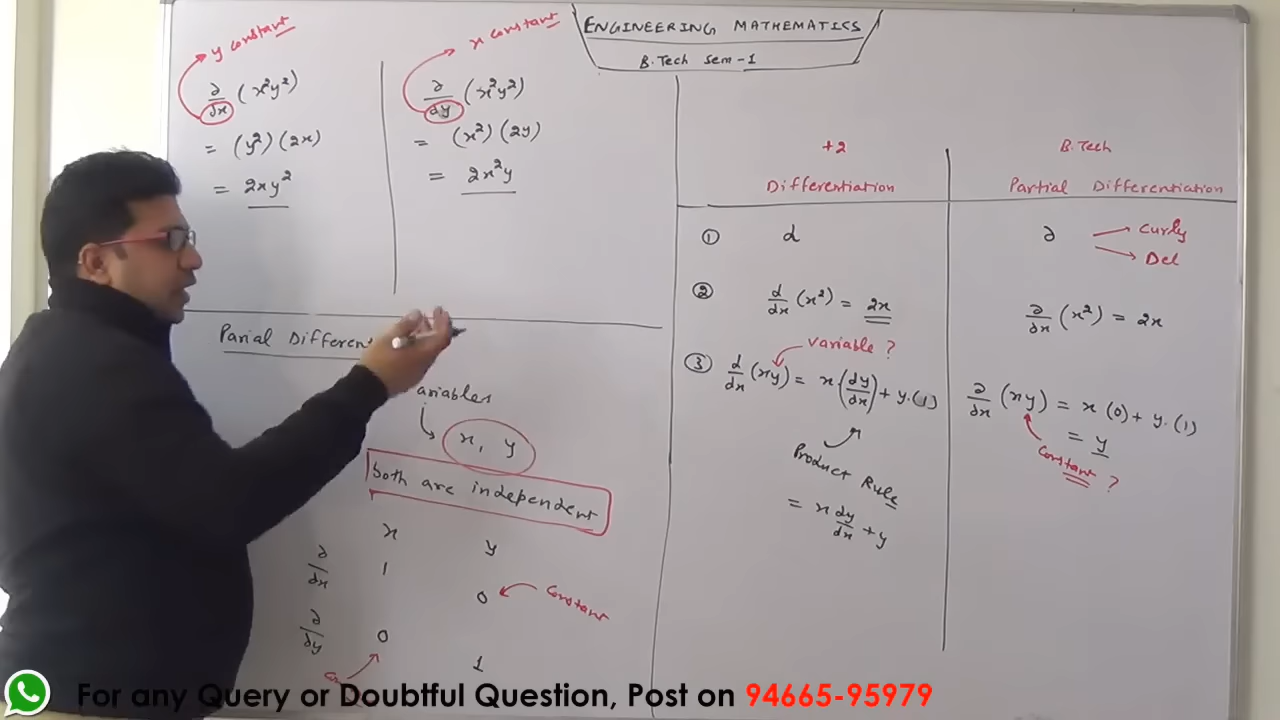 ENGINEERING MATHEMATICS
B.Tech Sem-1
y constant
∂/∂x (x²y²)
= (y²)(2x)
= 2xy²
x constant
∂/∂y (x²y²)
= (x²)(2y)
= 2x²y
Parial Different
ariables
x, y
both are independent
x y
∂/∂x 1 0 constant
∂/∂y 0 1
+2
Differentiation
B.Tech
Partial Differentiation
① d
∂ Curly
Del
② d/dx (x²) = 2x
∂/∂x (x²) = 2x
variable ?
③ d/dx (xy) = x(dy/dx) + y.(1)
Product Rule
= x dy/dx + y
∂/∂x (xy) = x (0) + y.(1)
= y
Constant ?
For any Query or Doubtful Question, Post on 94665-95979